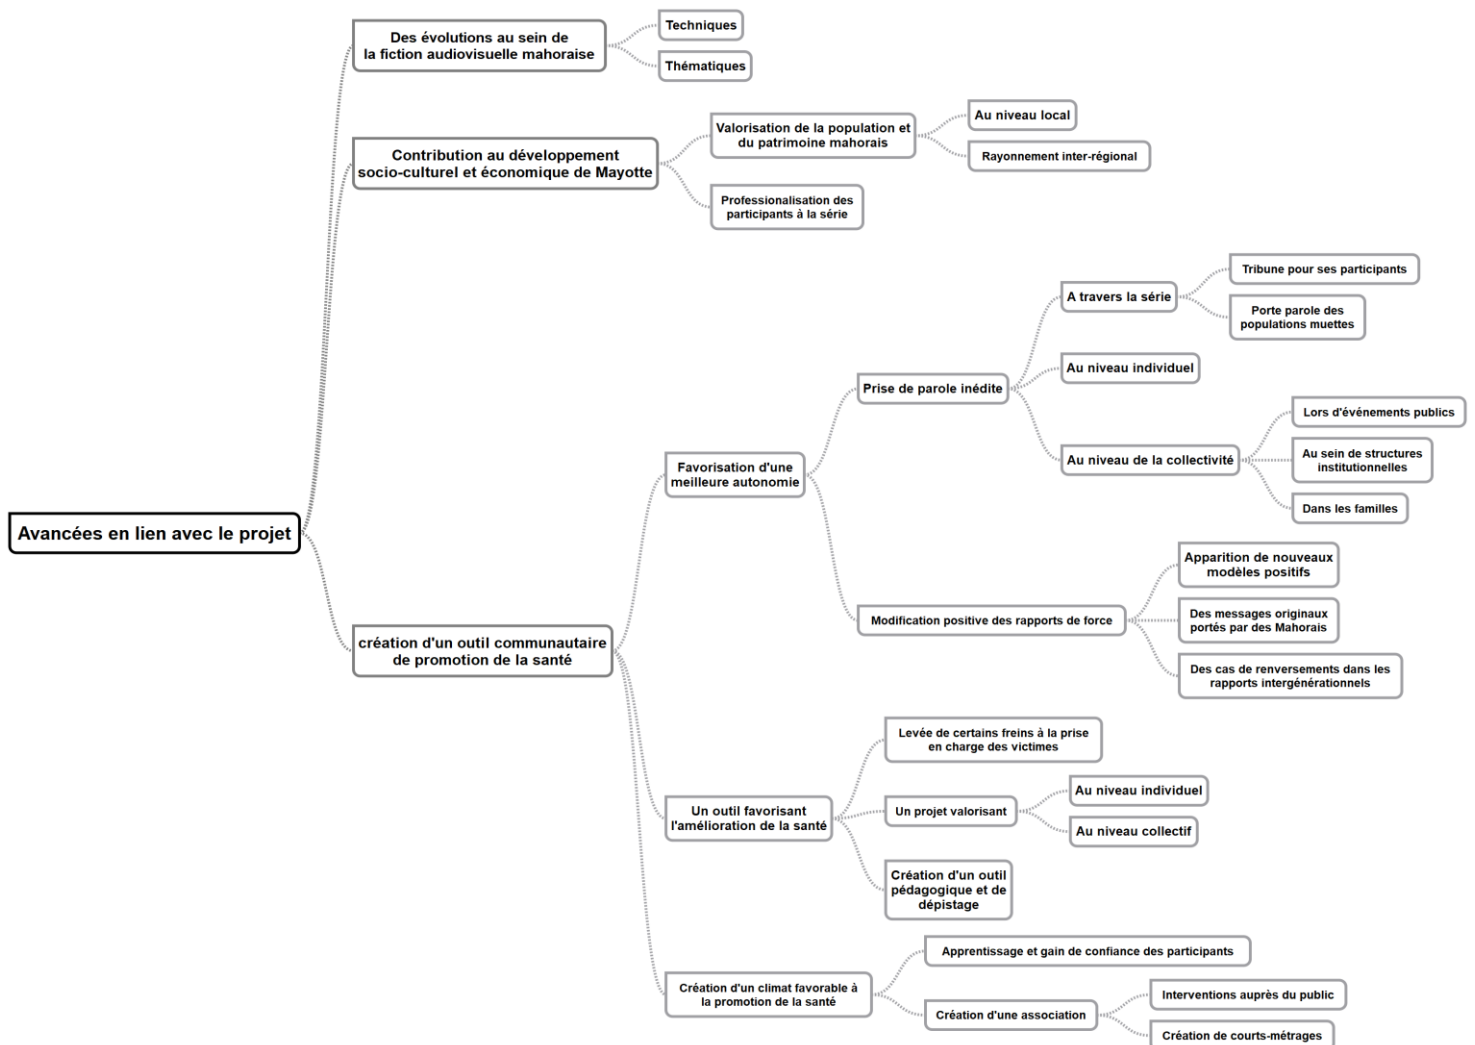 Des évolutions au sein de
la fiction audiovisuelle mahoraise
Techniques
Thématiques
Contribution au développement
socio-culturel et économique de Mayotte
Valorisation de la population et
du patrimoine mahorais
Au niveau local
Rayonnement inter-régional
Professionalisation des
participants à la série
Avancées en lien avec le projet
création d'un outil communautaire
de promotion de la santé
Favorisation d'une
meilleure autonomie
Prise de parole inédite
A travers la série
Tribune pour ses participants
Porte parole des
populations muettes
Au niveau individuel
Au niveau de la collectivité
Lors d'événements publics
Au sein de structures
institutionnelles
Dans les familles
Modification positive des rapports de force
Apparition de nouveaux
modèles positifs
Des messages originaux
portés par des Mahorais
Des cas de renversements dans les
rapports intergénérationnels
Un outil favorisant
l'amélioration de la santé
Levée de certains freins à la prise
en charge des victimes
Un projet valorisant
Au niveau individuel
Au niveau collectif
Création d'un outil
pédagogique et de
dépistage
Création d'un climat favorable à
la promotion de la santé
Apprentissage et gain de confiance des participants
Création d'une association
Interventions auprès du public
Création de courts-métrages